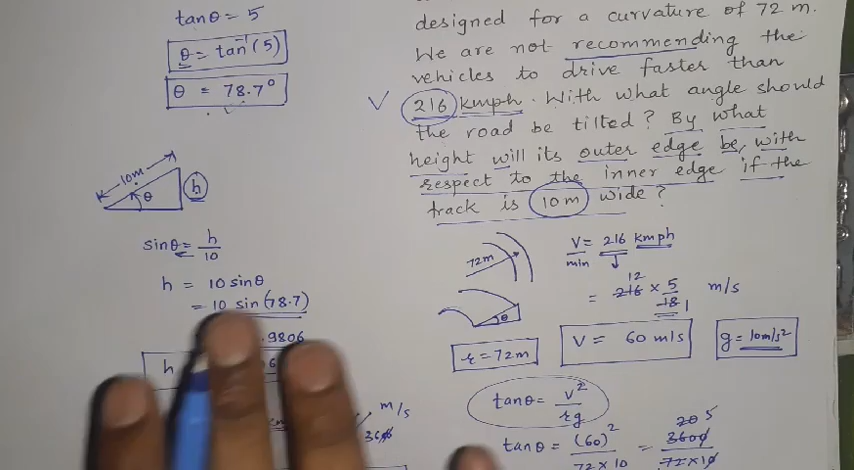 tanθ = 5
θ = tan⁻¹(5)
θ = 78.7°
10m
θ
h
sinθ = h/10
h = 10 sinθ
= 10 sin(78.7)
.9806
h
m/s
designed for a curvature of 72 m.
We are not recommending the
vehicles to drive faster than
216 kmph. With what angle should
the road be tilted? By what
height will its outer edge be, with
respect to the inner edge if the
track is 10m wide?
72m
θ
r = 72m
V = 216 kmph
min
12
= 216 × 5/18 1 m/s
V = 60 m/s
g = 10m/s²
tanθ = v²/rg
20 5
tanθ = (60)²/72×10 = 3600/72×10